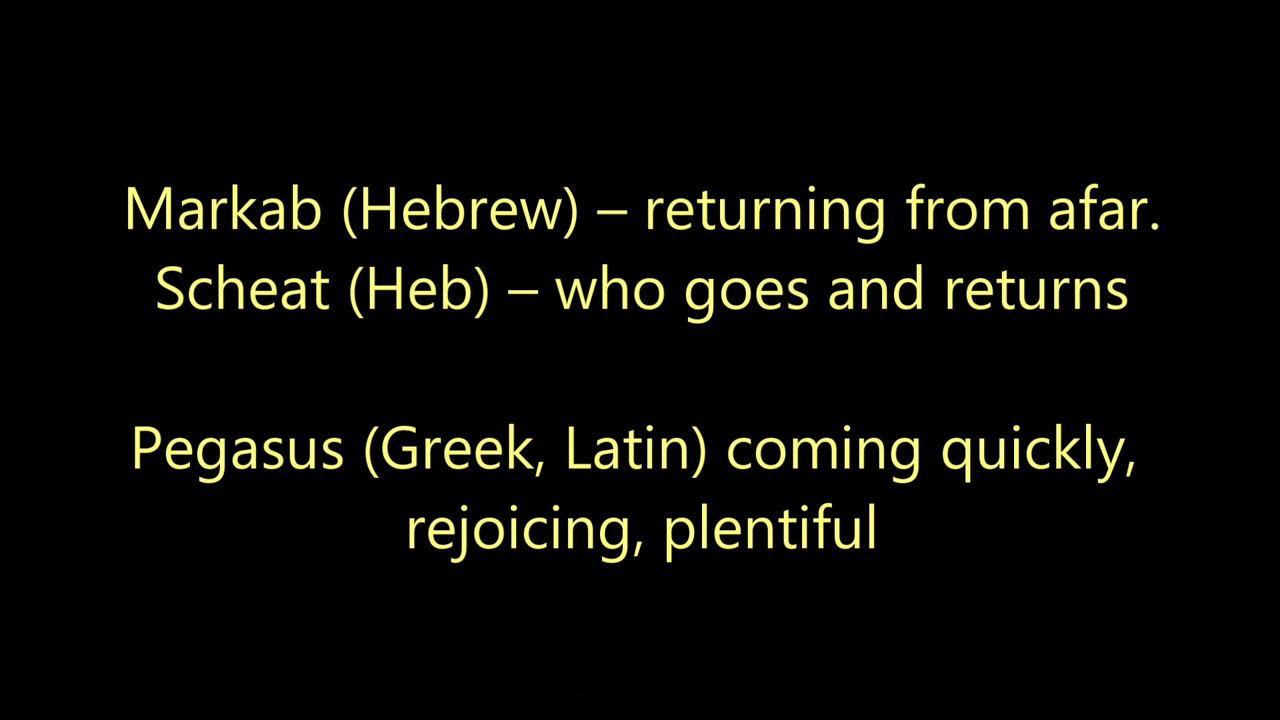 Markab (Hebrew) – returning from afar.
Scheat (Heb) – who goes and returns
Pegasus (Greek, Latin) coming quickly,
rejoicing, plentiful